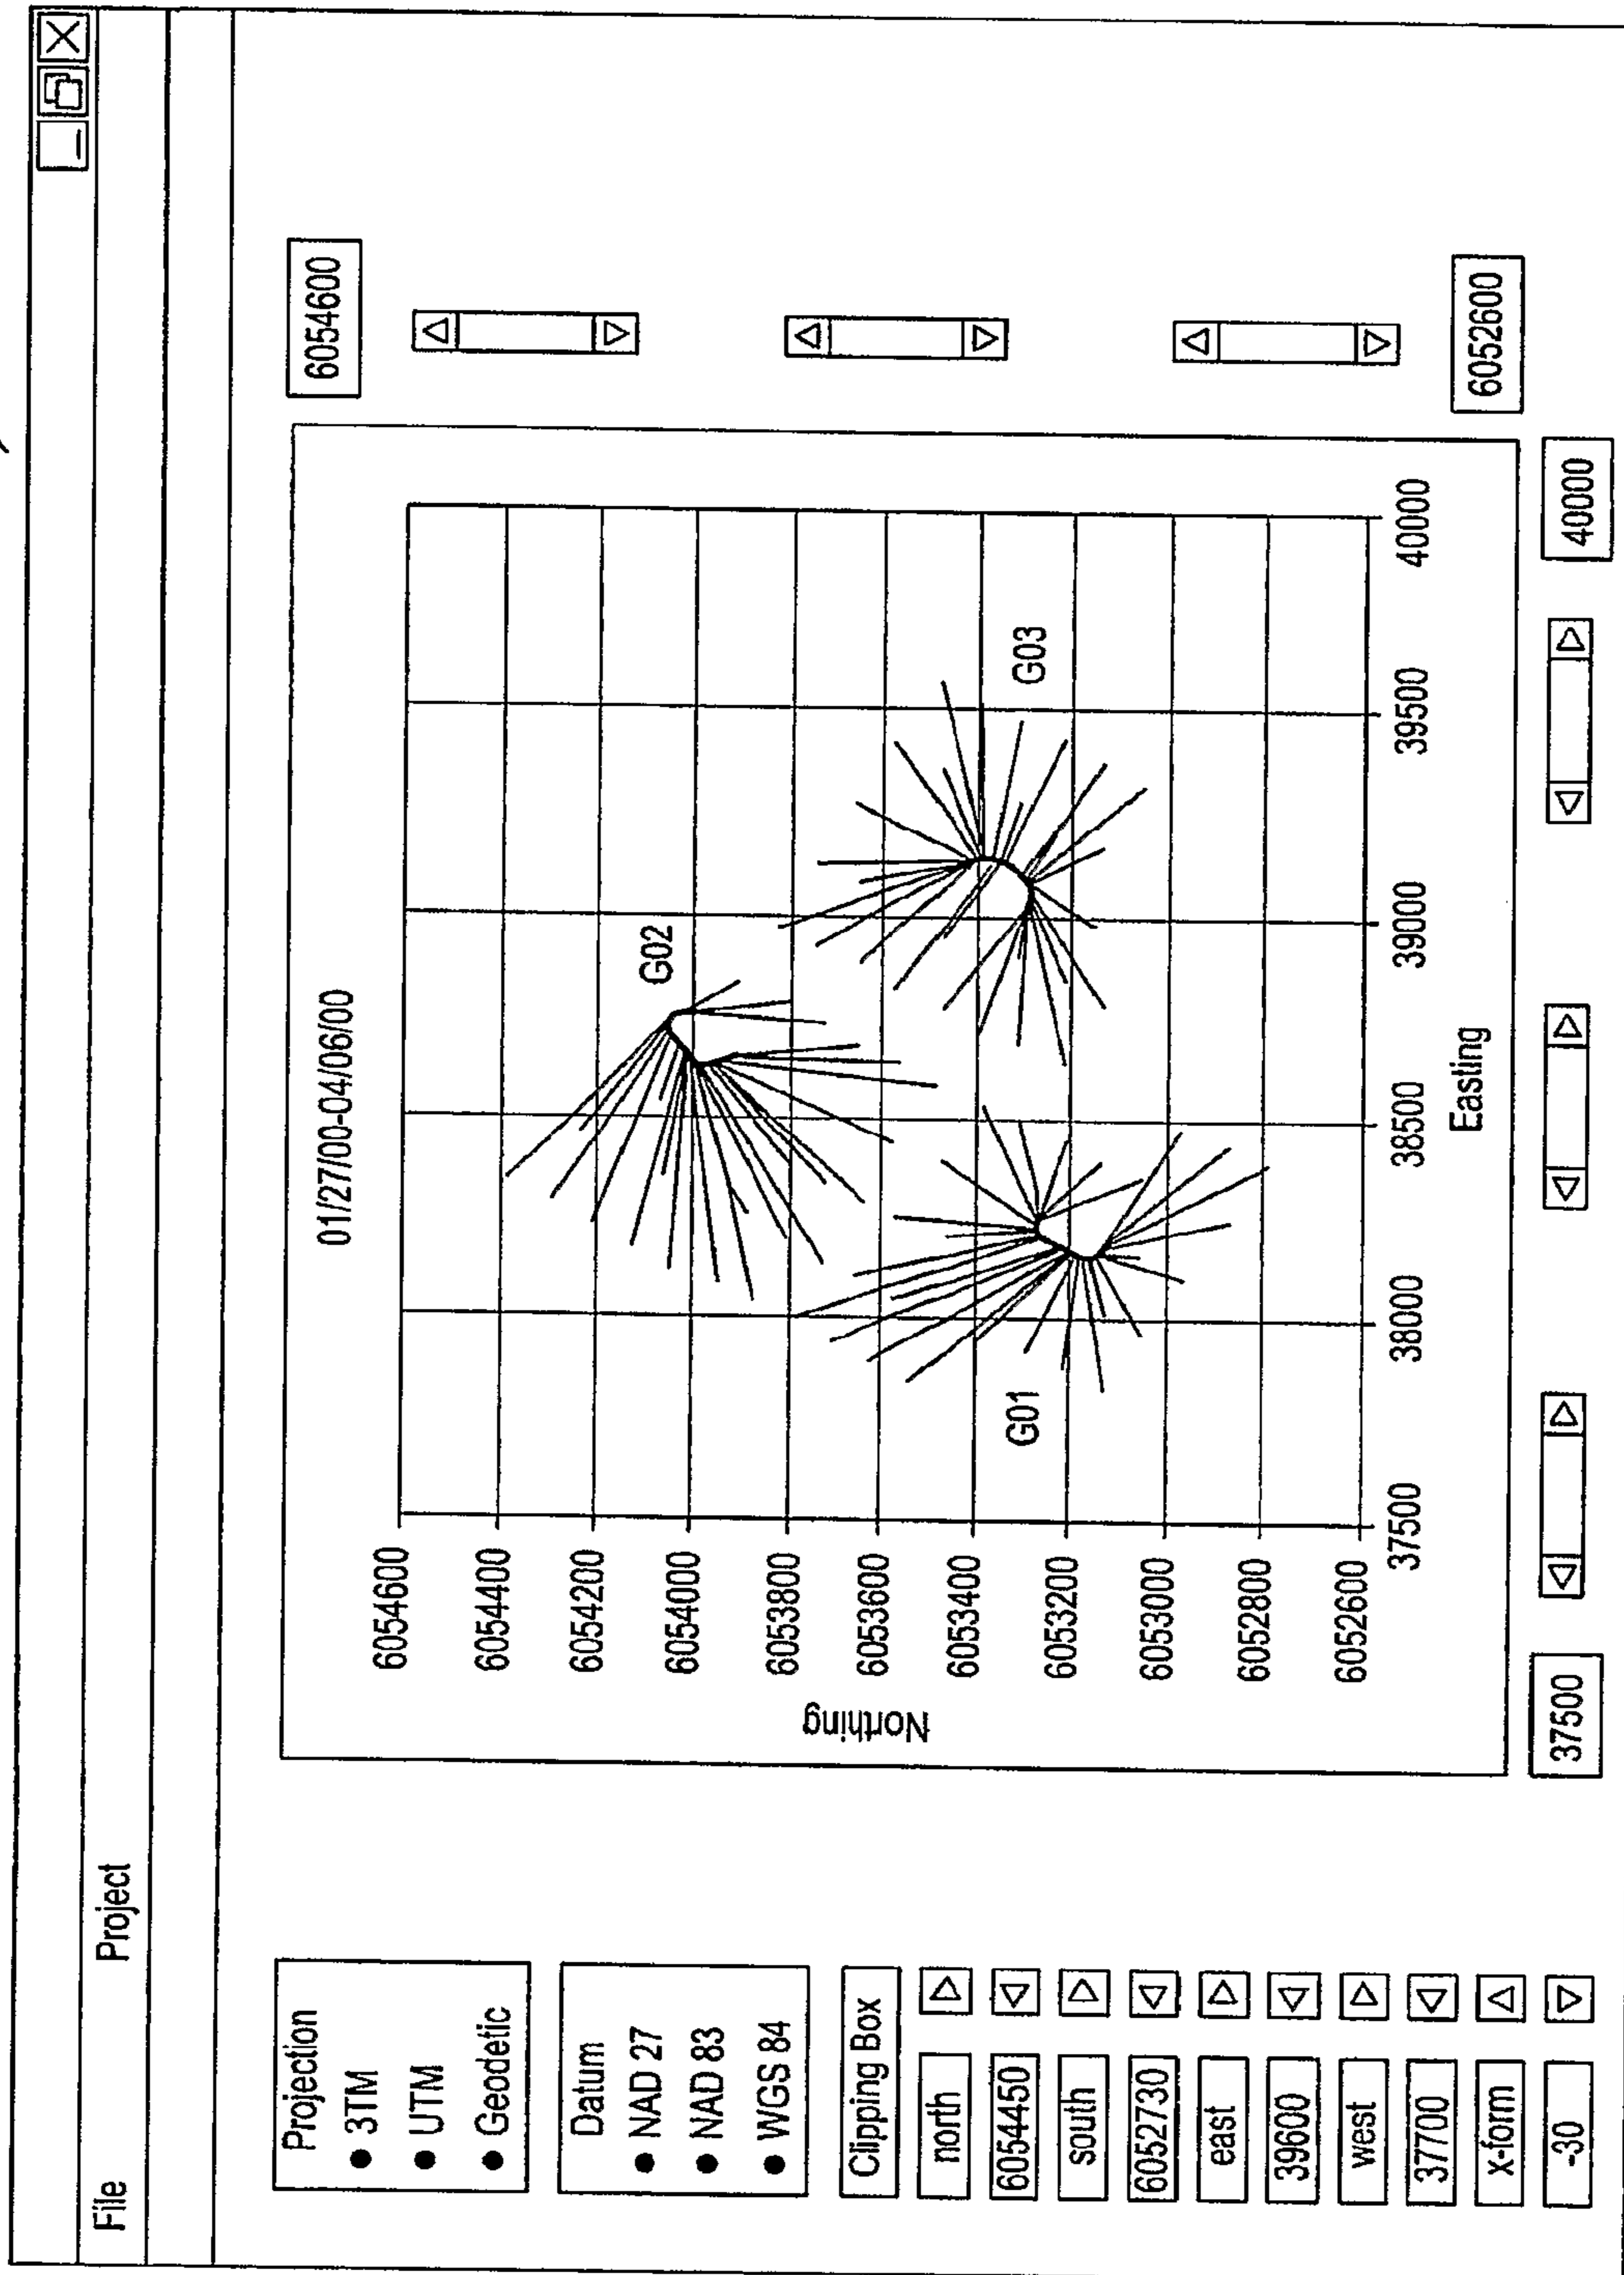 File Project
Projection
● 3TM
● UTM
● Geodetic
Datum
● NAD 27
● NAD 83
● WGS 84
Clipping Box
north
6054450
south
6052730
east
39600
west
37700
x-form
-30
01/27/00-04/06/00
Northing
6054600
6054400
6054200
6054000
6053800
6053600
6053400
6053200
6053000
6052800
6052600
G02
G03
G01
37500 38000 38500 39000 39500 40000
Easting
6054600
6052600
37500
40000